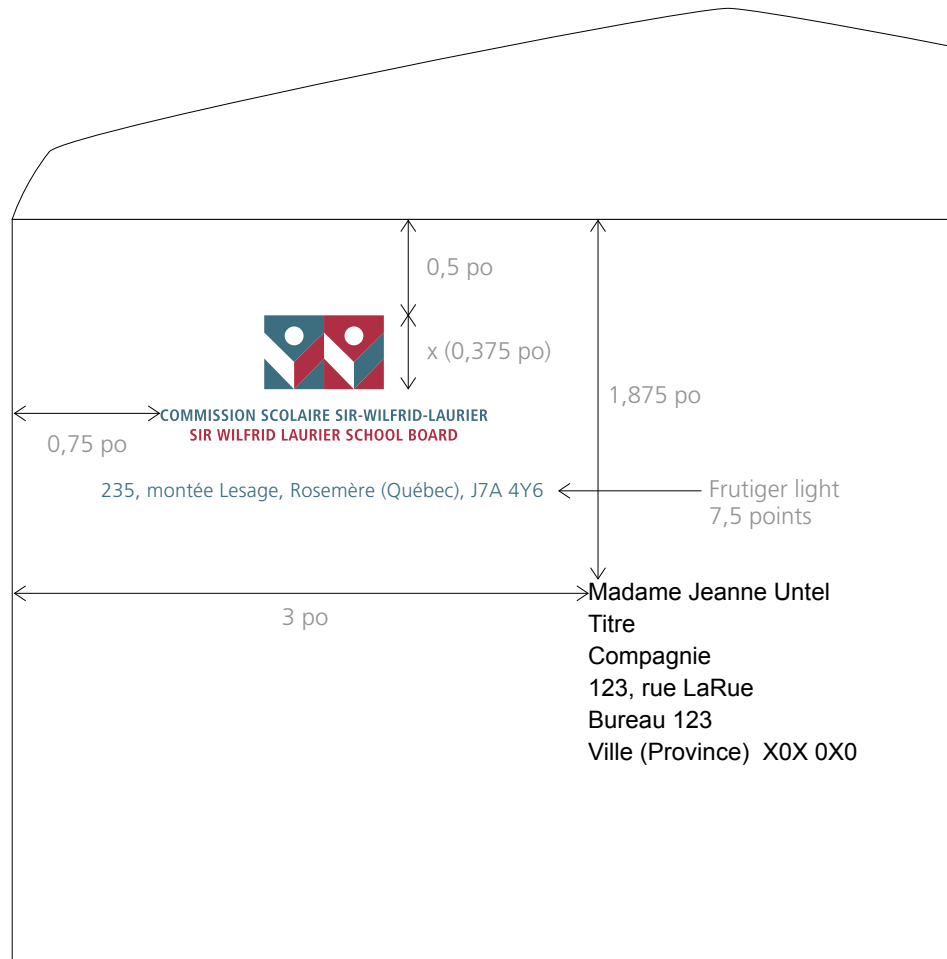 0,5 po
x (0,375 po)
1,875 po
COMMISSION SCOLAIRE SIR-WILFRID-LAURIER
SIR WILFRID LAURIER SCHOOL BOARD
0,75 po
235, montée Lesage, Rosemère (Québec), J7A 4Y6
Frutiger light
7,5 points
3 po
Madame Jeanne Untel
Titre
Compagnie
123, rue LaRue
Bureau 123
Ville (Province)  X0X 0X0